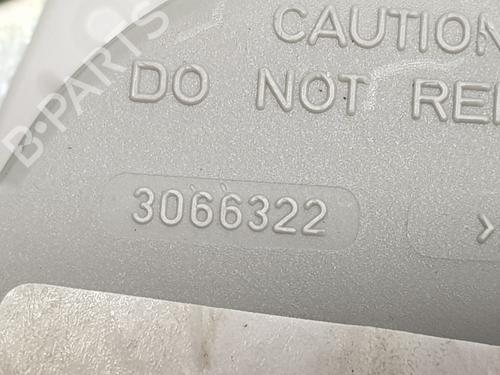 B-PARTS
CAUTION
DO NOT
3066322
>